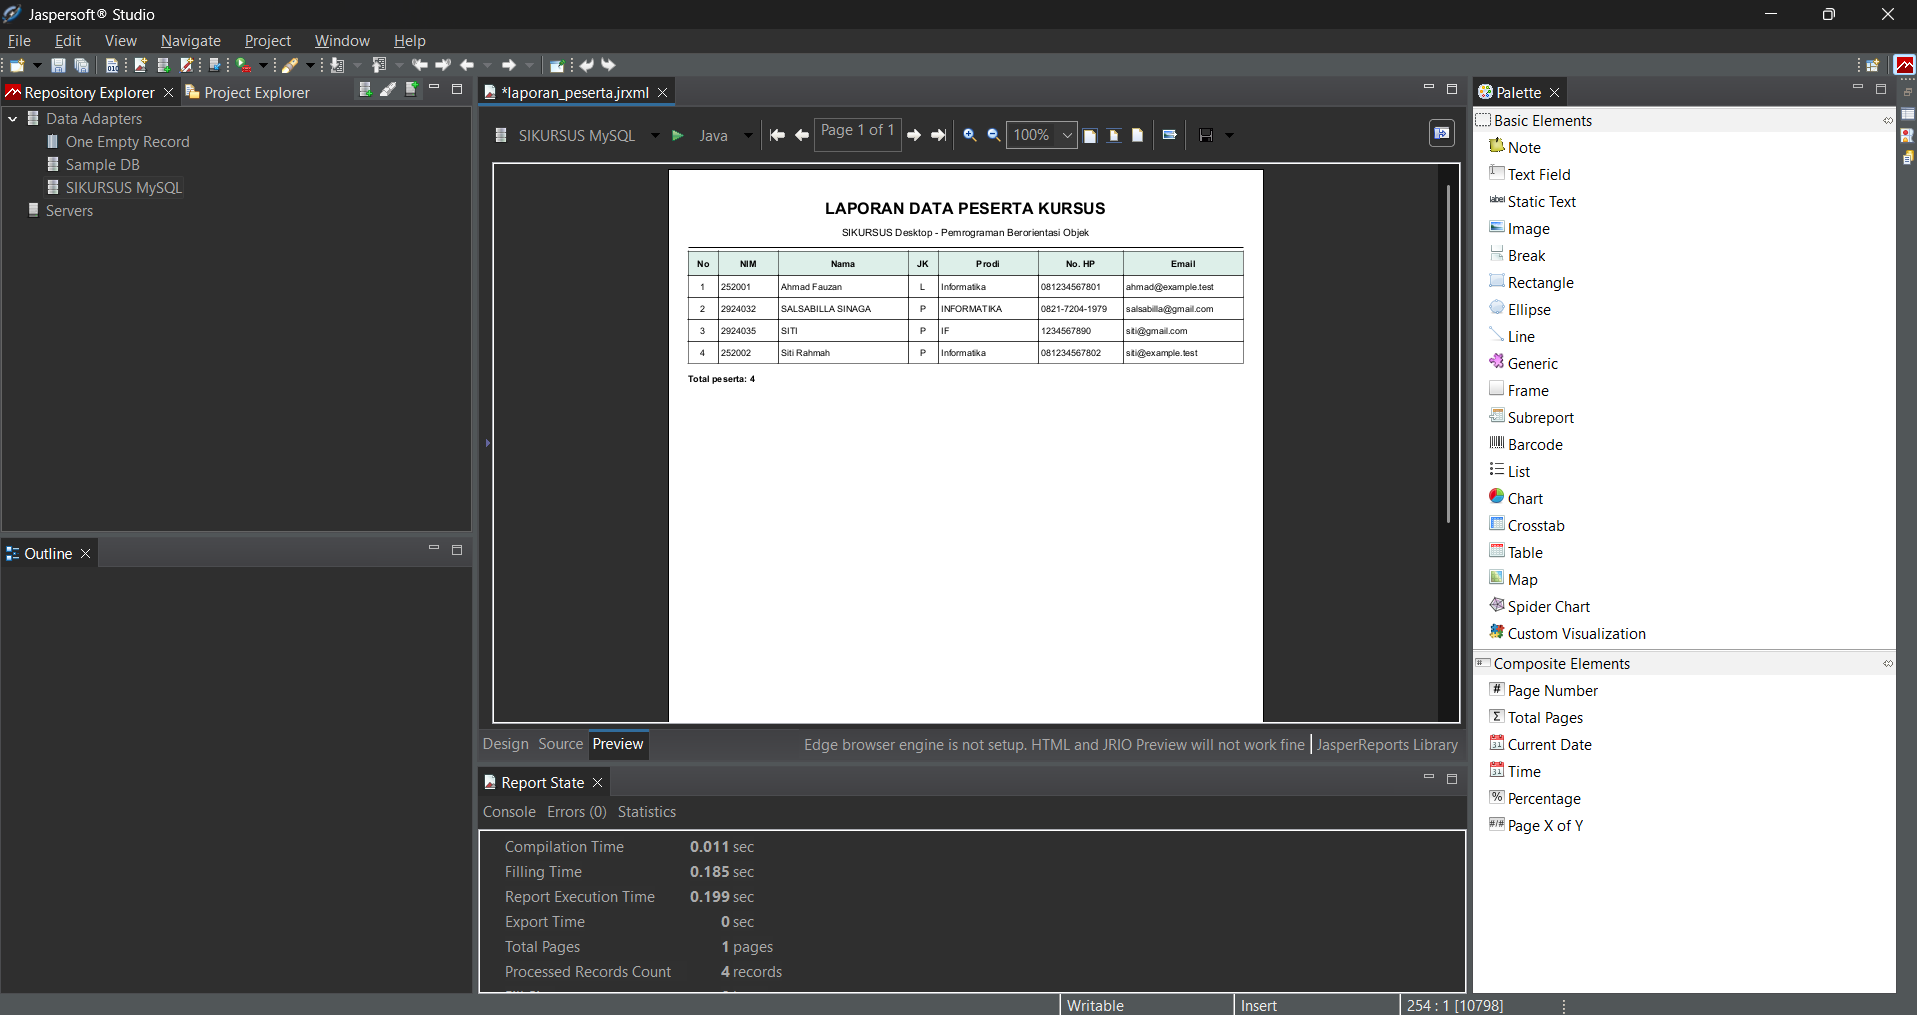 Jaspersoft® Studio
File Edit View Navigate Project Window Help
Repository Explorer Project Explorer
Data Adapters
One Empty Record
Sample DB
SIKURSUS MySQL
Servers
Outline
*laporan_peserta.jrxml
SIKURSUS MySQL Java Page 1 of 1 100%
LAPORAN DATA PESERTA KURSUS
SIKURSUS Desktop - Pemrograman Berorientasi Objek
No NIM Nama JK Prodi No. HP Email
1 252001 Ahmad Fauzan L Informatika 081234567801 ahmad@example.test
2 2924032 SALSABILLA SINAGA P INFORMATIKA 0821-7204-1979 salsabilla@gmail.com
3 2924035 SITI P IF 1234567890 siti@gmail.com
4 252002 Siti Rahmah P Informatika 081234567802 siti@example.test
Total peserta: 4
Design Source Preview Edge browser engine is not setup. HTML and JRIO Preview will not work fine JasperReports Library
Report State
Console Errors (0) Statistics
Compilation Time 0.011 sec
Filling Time 0.185 sec
Report Execution Time 0.199 sec
Export Time 0 sec
Total Pages 1 pages
Processed Records Count 4 records
Palette
Basic Elements
Note
Text Field
label Static Text
Image
Break
Rectangle
Ellipse
Line
Generic
Frame
Subreport
Barcode
List
Chart
Crosstab
Table
Map
Spider Chart
Custom Visualization
Composite Elements
# Page Number
Σ Total Pages
31 Current Date
31 Time
% Percentage
#/# Page X of Y
Writable Insert 254 : 1 [10798]